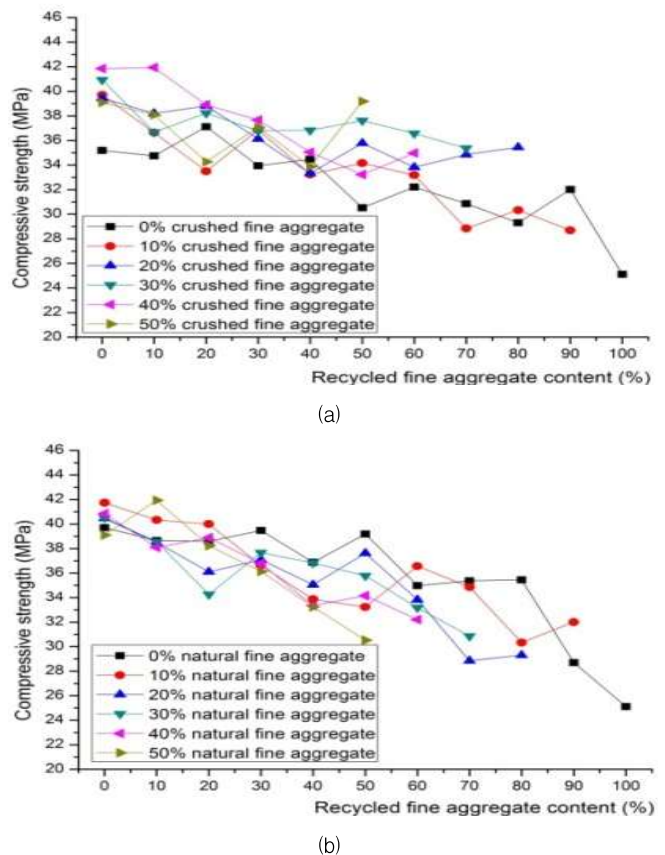 46
44
42
40
38
36
34
32
30
28
26
24
22
20
Compressive strength (MPa)
0% crushed fine aggregate
10% crushed fine aggregate
20% crushed fine aggregate
30% crushed fine aggregate
40% crushed fine aggregate
50% crushed fine aggregate
0 10 20 30 40 50 60 70 80 90 100
Recycled fine aggregate content (%)
(a)
46
44
42
40
38
36
34
32
30
28
26
24
22
20
Compressive strength (MPa)
0% natural fine aggregate
10% natural fine aggregate
20% natural fine aggregate
30% natural fine aggregate
40% natural fine aggregate
50% natural fine aggregate
0 10 20 30 40 50 60 70 80 90 100
Recycled fine aggregate content (%)
(b)